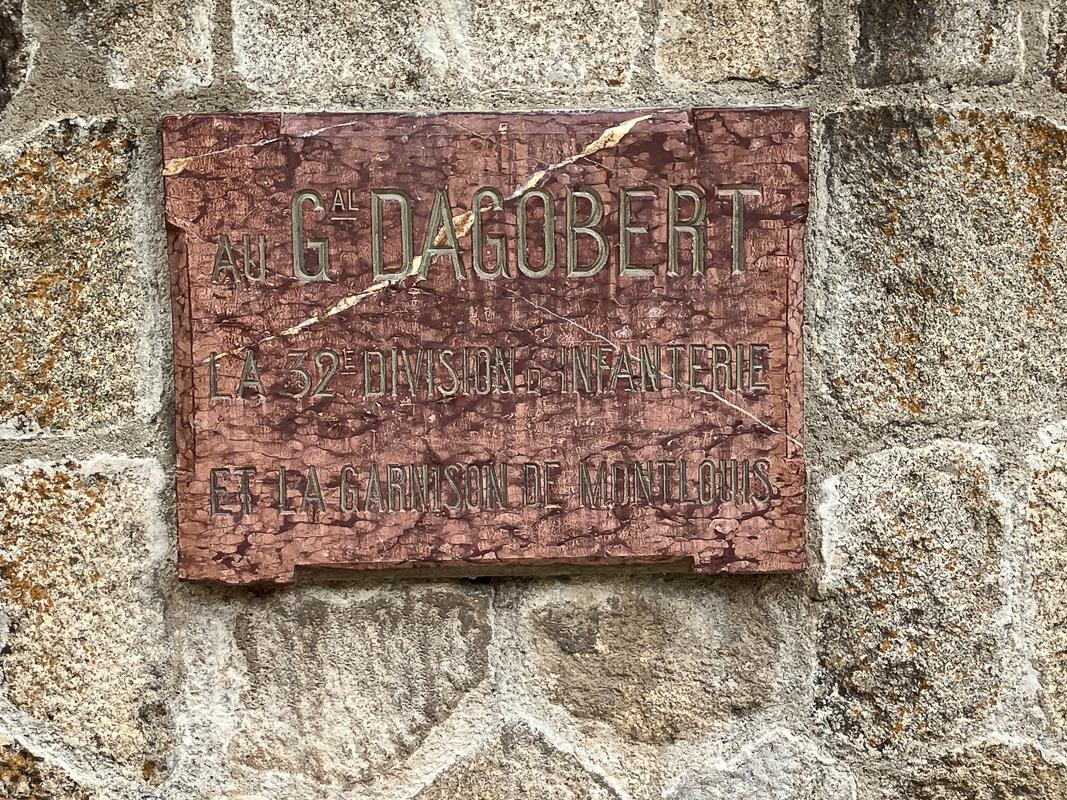 AU GAL DAGOBERT
LA 32E DIVISION D'INFANTERIE
ET LA GARNISON DE MONTLOUIS